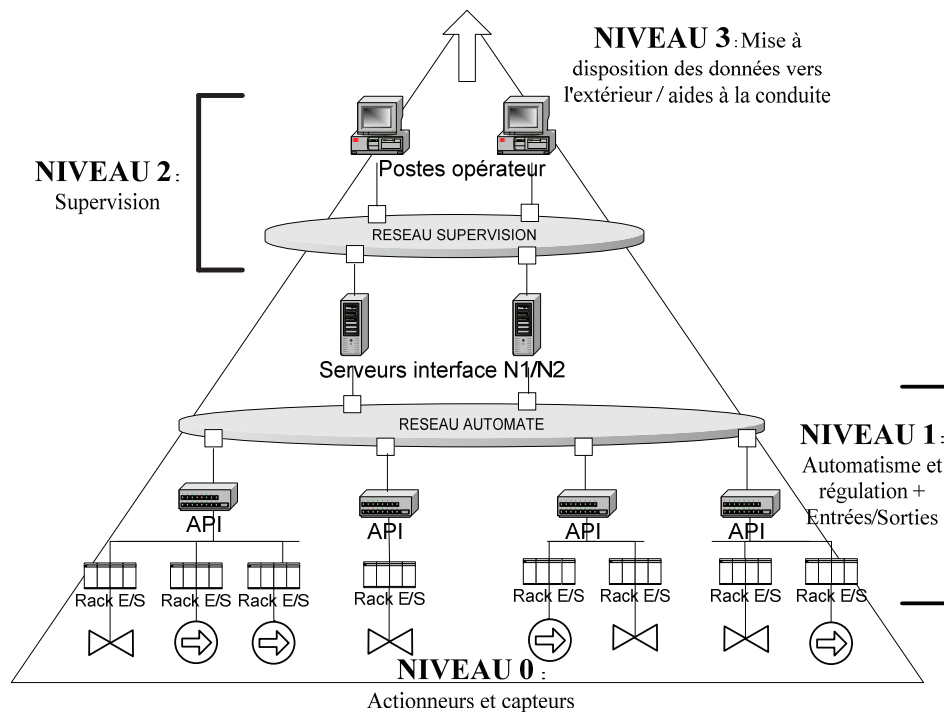 NIVEAU 3 : Mise à
disposition des données vers
l'extérieur / aides à la conduite
Postes opérateur
NIVEAU 2 :
Supervision
RESEAU SUPERVISION
Serveurs interface N1/N2
RESEAU AUTOMATE
NIVEAU 1 :
Automatisme et
régulation +
Entrées/Sorties
API
API
API
API
Rack E/S
Rack E/S
Rack E/S
Rack E/S
Rack E/S
Rack E/S
Rack E/S
Rack E/S
NIVEAU 0 :
Actionneurs et capteurs